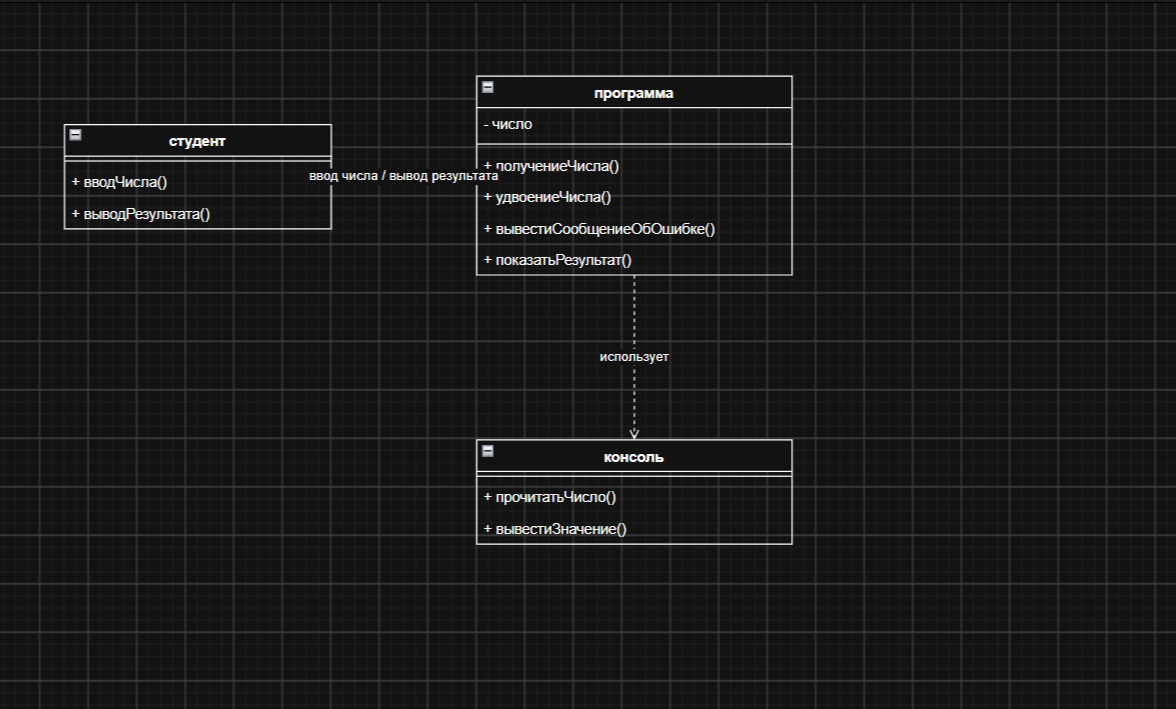 студент
+ вводЧисла()
+ выводРезультата()
ввод числа / вывод результата
программа
- число
+ получениеЧисла()
+ удвоениеЧисла()
+ вывестиСообщениеОбОшибке()
+ показатьРезультат()
использует
консоль
+ прочитатьЧисло()
+ вывестиЗначение()